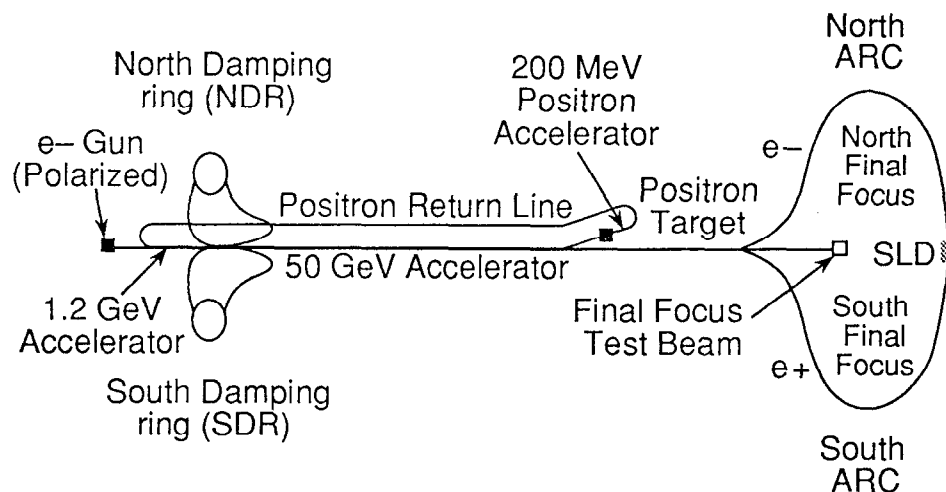 North
ARC
North Damping
ring (NDR)
200 MeV
Positron
Accelerator
e– Gun
(Polarized)
e–
North
Final
Focus
Positron Return Line
Positron
Target
50 GeV Accelerator
SLD
1.2 GeV
Accelerator
Final Focus
Test Beam
South
Final
Focus
e+
South Damping
ring (SDR)
South
ARC